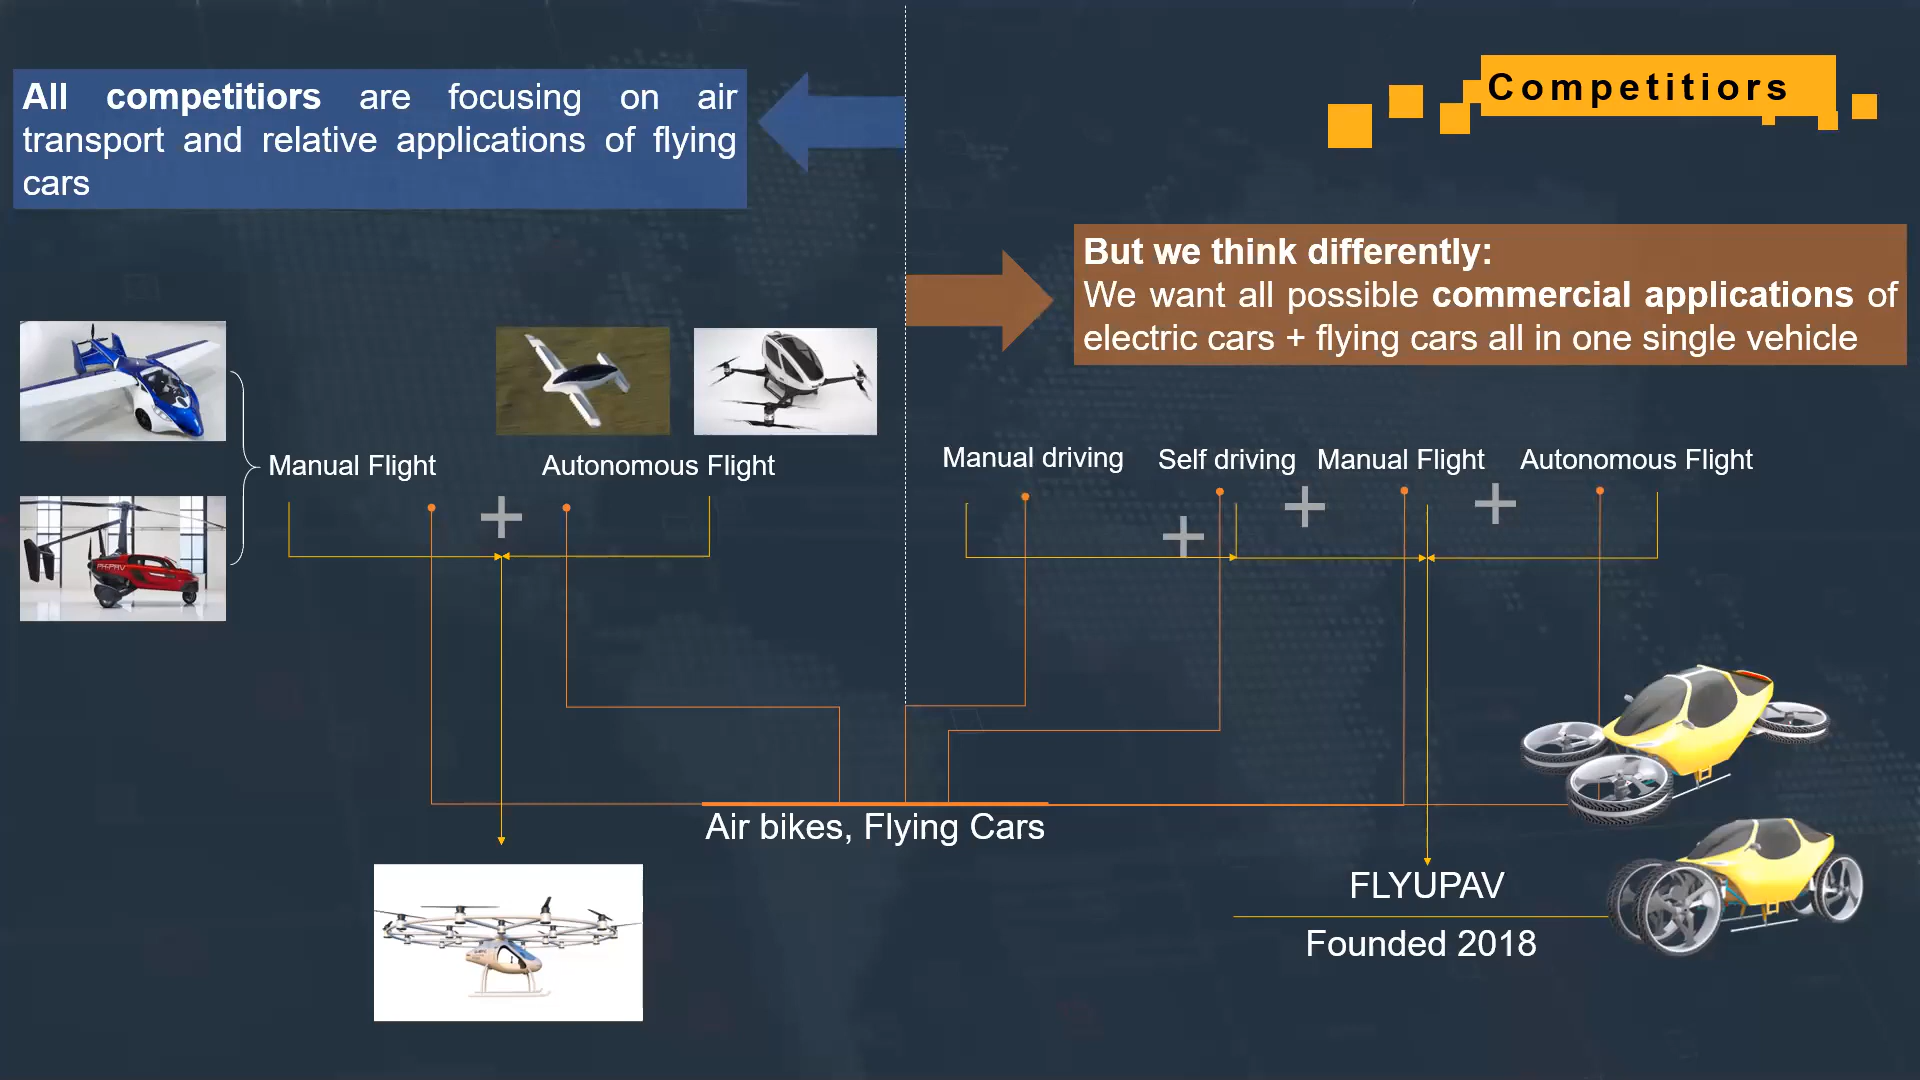 Competitiors
All competitiors are focusing on air
transport and relative applications of flying
cars
But we think differently:
We want all possible commercial applications of
electric cars + flying cars all in one single vehicle
Manual Flight
Autonomous Flight
Manual driving
Self driving
Manual Flight
Autonomous Flight
PH-PAV
Air bikes, Flying Cars
FLYUPAV
Founded 2018